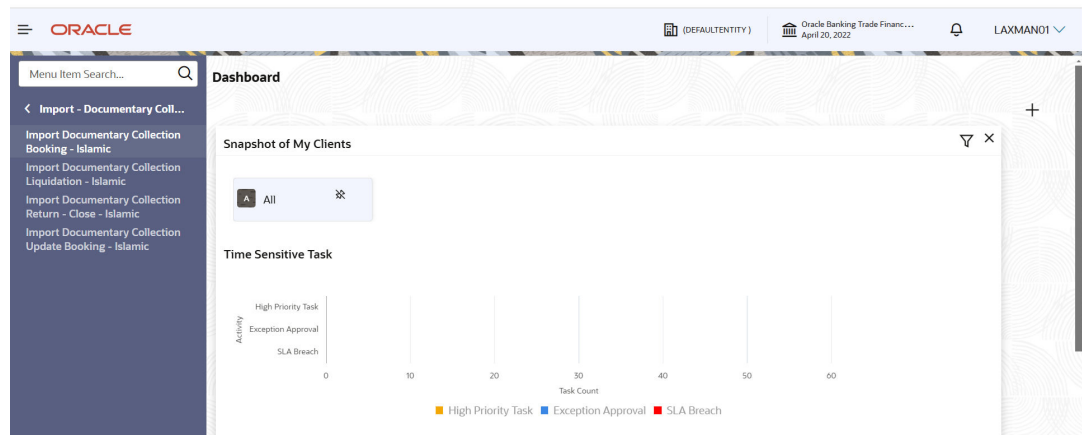 ORACLE
(DEFAULTENTITY)
Oracle Banking Trade Financ...
April 20, 2022
LAXMAN01
Menu Item Search...
Import - Documentary Coll...
Import Documentary Collection
Booking - Islamic
Import Documentary Collection
Liquidation - Islamic
Import Documentary Collection
Return - Close - Islamic
Import Documentary Collection
Update Booking - Islamic
Dashboard
Snapshot of My Clients
A All
Time Sensitive Task
Activity
High Priority Task
Exception Approval
SLA Breach
0 10 20 30 40 50 60
Task Count
High Priority Task Exception Approval SLA Breach